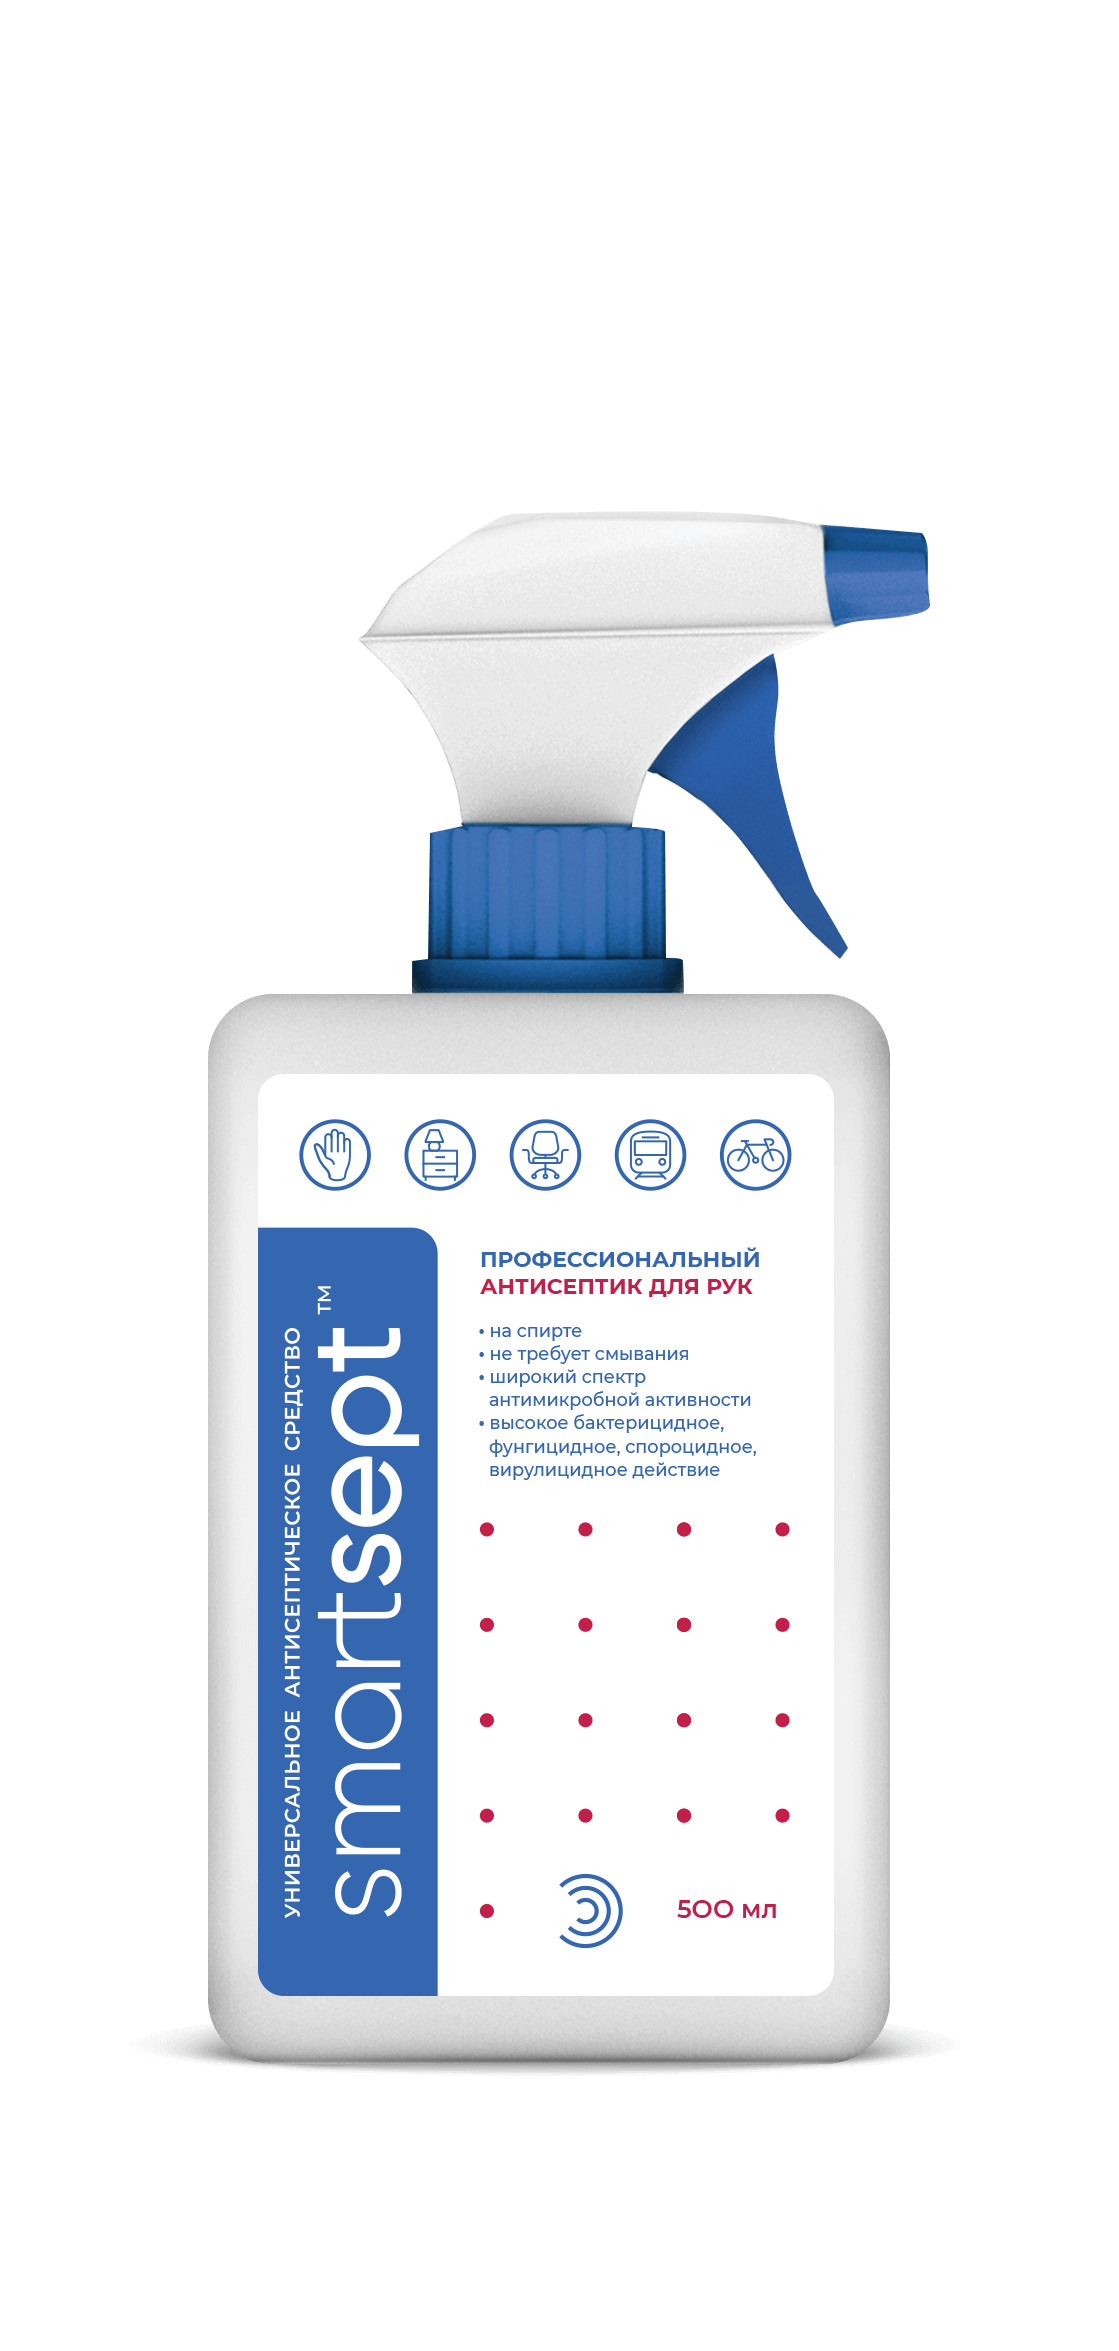 ПРОФЕССИОНАЛЬНЫЙ
АНТИСЕПТИК ДЛЯ РУК
• на спирте
• не требует смывания
• широкий спектр
антимикробной активности
• высокое бактерицидное,
фунгицидное, спороцидное,
вирулицидное действие
УНИВЕРСАЛЬНОЕ АНТИСЕПТИЧЕСКОЕ СРЕДСТВО
smartsept™
500 мл